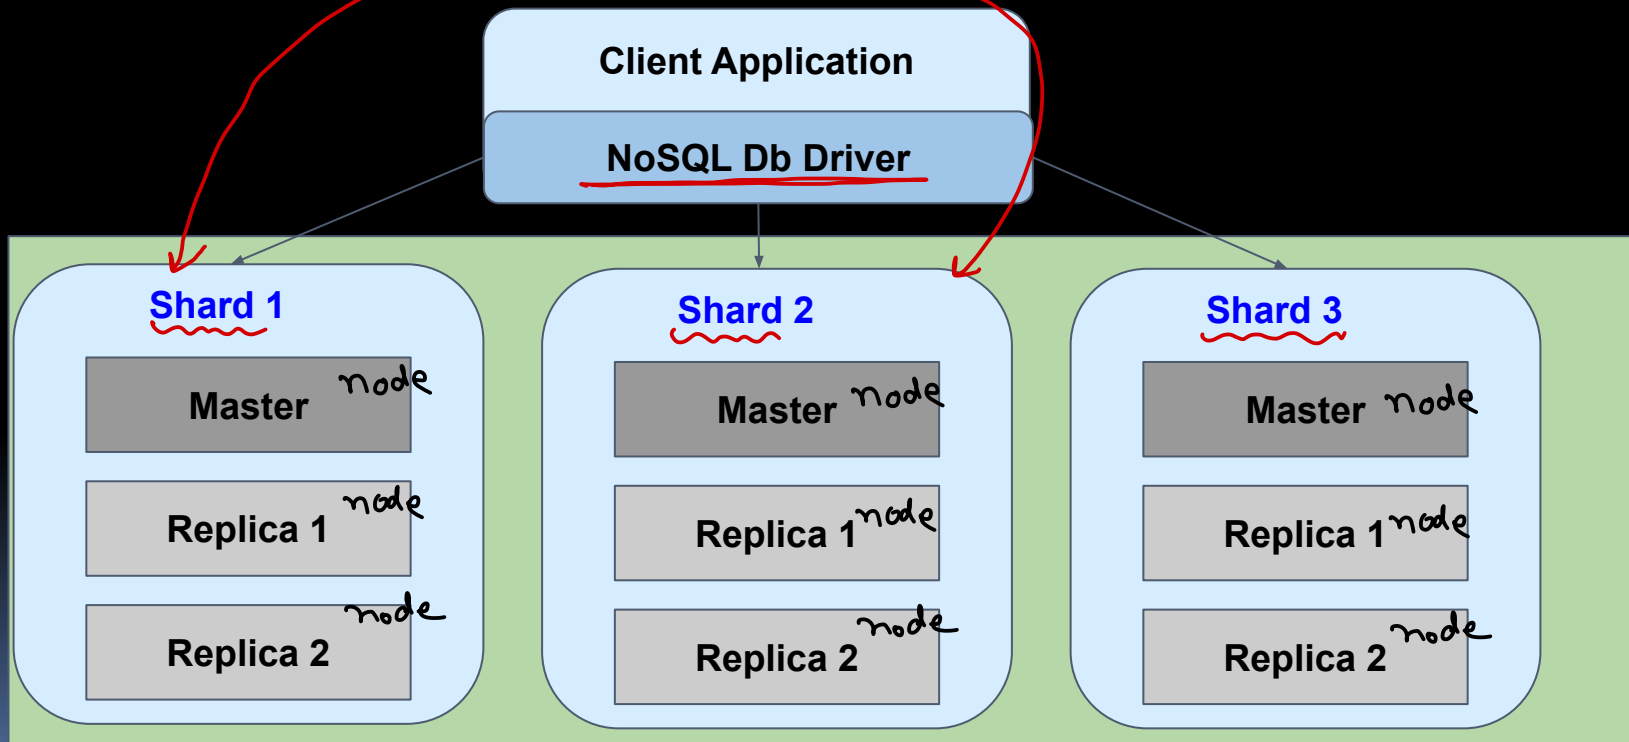 Client Application
NoSQL Db Driver
Shard 1
Master node
Replica 1 node
Replica 2 node
Shard 2
Master node
Replica 1 node
Replica 2 node
Shard 3
Master node
Replica 1 node
Replica 2 node